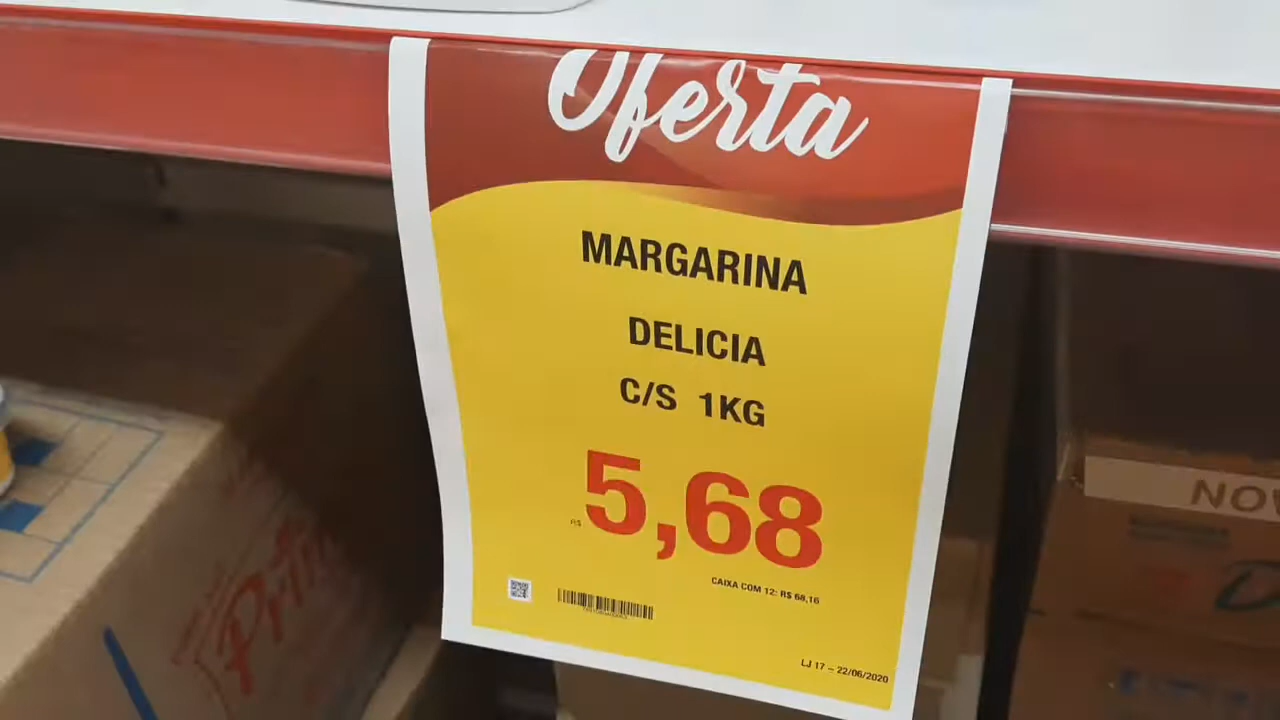 Oferta
MARGARINA
DELICIA
C/S 1KG
R$ 5,68
CAIXA COM 12: R$ 68,16
LJ 17 – 22/06/2020